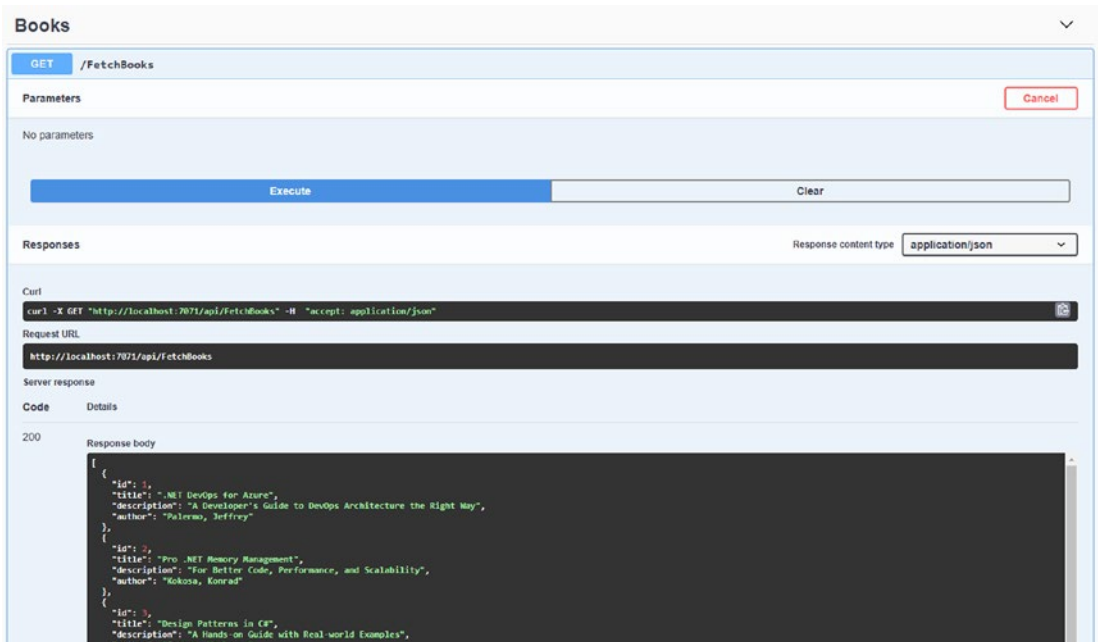 Books
GET /FetchBooks
Parameters Cancel
No parameters
Execute Clear
Responses Response content type application/json
Curl
curl -X GET "http://localhost:7071/api/FetchBooks" -H "accept: application/json"
Request URL
http://localhost:7071/api/FetchBooks
Server response
Code Details
200
Response body
[
{
"id": 1,
"title": ".NET DevOps for Azure",
"description": "A Developer's Guide to DevOps Architecture the Right Way",
"author": "Palermo, Jeffrey"
},
{
"id": 2,
"title": "Pro .NET Memory Management",
"description": "For Better Code, Performance, and Scalability",
"author": "Kokosa, Konrad"
},
{
"id": 3,
"title": "Design Patterns in C#",
"description": "A Hands-on Guide with Real-world Examples",